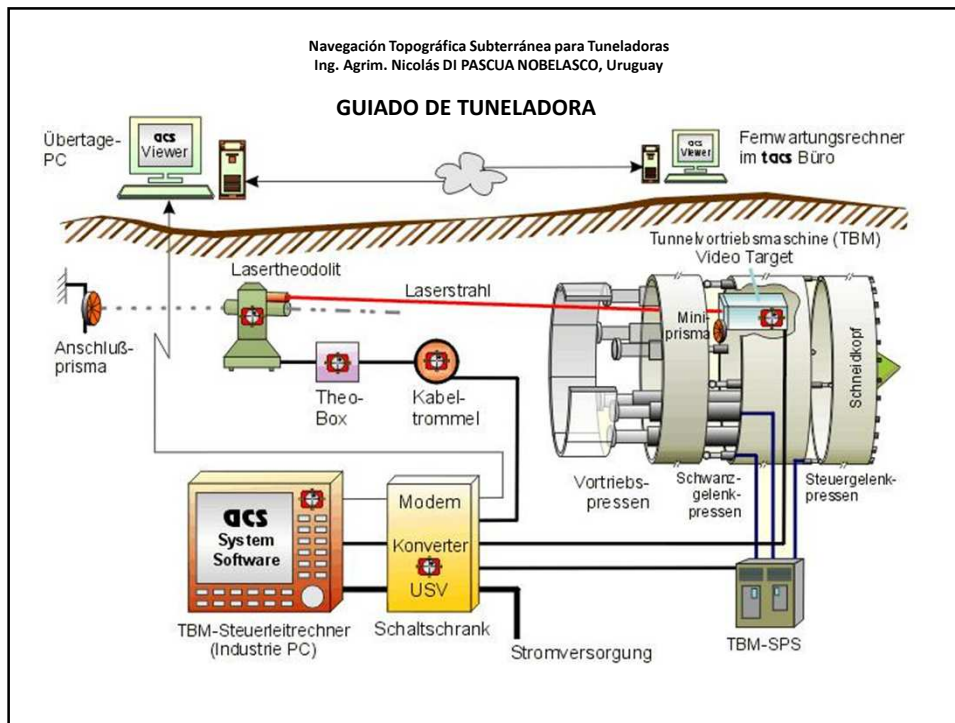 Navegación Topográfica Subterránea para Tuneladoras
Ing. Agrim. Nicolás DI PASCUA NOBELASCO, Uruguay
GUIADO DE TUNELADORA
Übertage-
PC
acs
Viewer
acs
Viewer
Fernwartungsrechner
im tacs Büro
Tunnelvortriebsmaschine (TBM)
Video Target
Lasertheodolit
Laserstrahl
Mini-
prisma
Schneidkopf
Anschlußprisma
Theo-
Box
Kabel-
trommel
Vortriebs-
pressen
Schwanz-
gelenk-
pressen
Steuergelenk-
pressen
acs
System
Software
Modem
Konverter
USV
TBM-Steuerleitrechner
(Industrie PC)
Schaltschrank
Stromversorgung
TBM-SPS